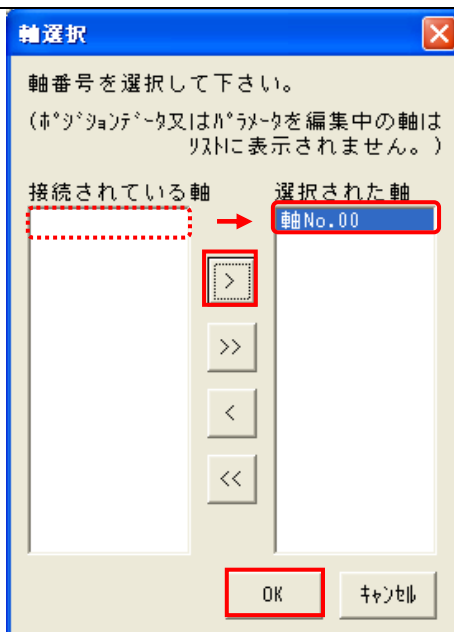 軸選択
軸番号を選択して下さい。
(ﾎﾟｼﾞｼｮﾝﾃﾞｰﾀ又はﾊﾟﾗﾒｰﾀを編集中の軸は
ﾘｽﾄに表示されません。)
接続されている軸
選択された軸
軸No.00
>
>>
<
<<
OK
ｷｬﾝｾﾙ